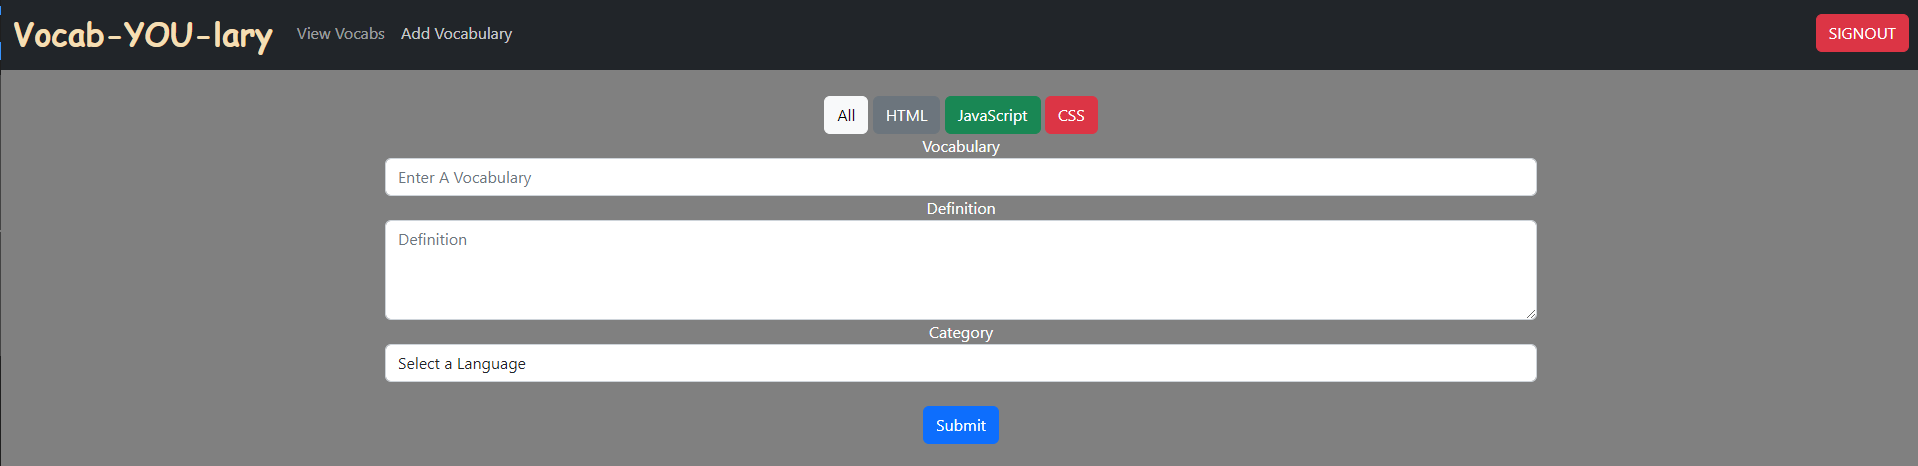 Vocab-YOU-lary View Vocabs Add Vocabulary SIGNOUT
All HTML JavaScript CSS
Vocabulary
Enter A Vocabulary
Definition
Definition
Category
Select a Language
Submit